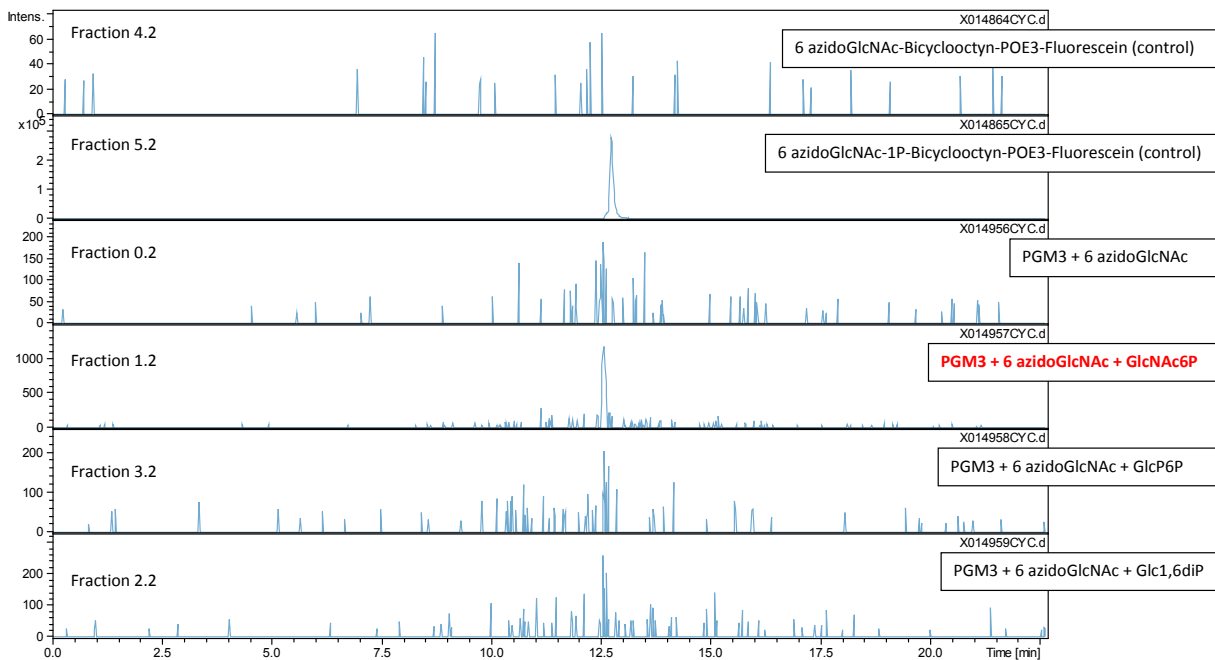 Intens.
X014864CYC.d
Fraction 4.2
6 azidoGlcNAc-Bicyclooctyn-POE3-Fluorescein (control)
60
40
20
0
x10⁵
X014865CYC.d
Fraction 5.2
6 azidoGlcNAc-1P-Bicyclooctyn-POE3-Fluorescein (control)
2
1
0
X014956CYC.d
Fraction 0.2
PGM3 + 6 azidoGlcNAc
200
150
100
50
0
X014957CYC.d
Fraction 1.2
PGM3 + 6 azidoGlcNAc + GlcNAc6P
1000
500
0
X014958CYC.d
Fraction 3.2
PGM3 + 6 azidoGlcNAc + GlcP6P
200
100
0
X014959CYC.d
Fraction 2.2
PGM3 + 6 azidoGlcNAc + Glc1,6diP
200
100
0
0.0 2.5 5.0 7.5 10.0 12.5 15.0 17.5 20.0 Time [min]